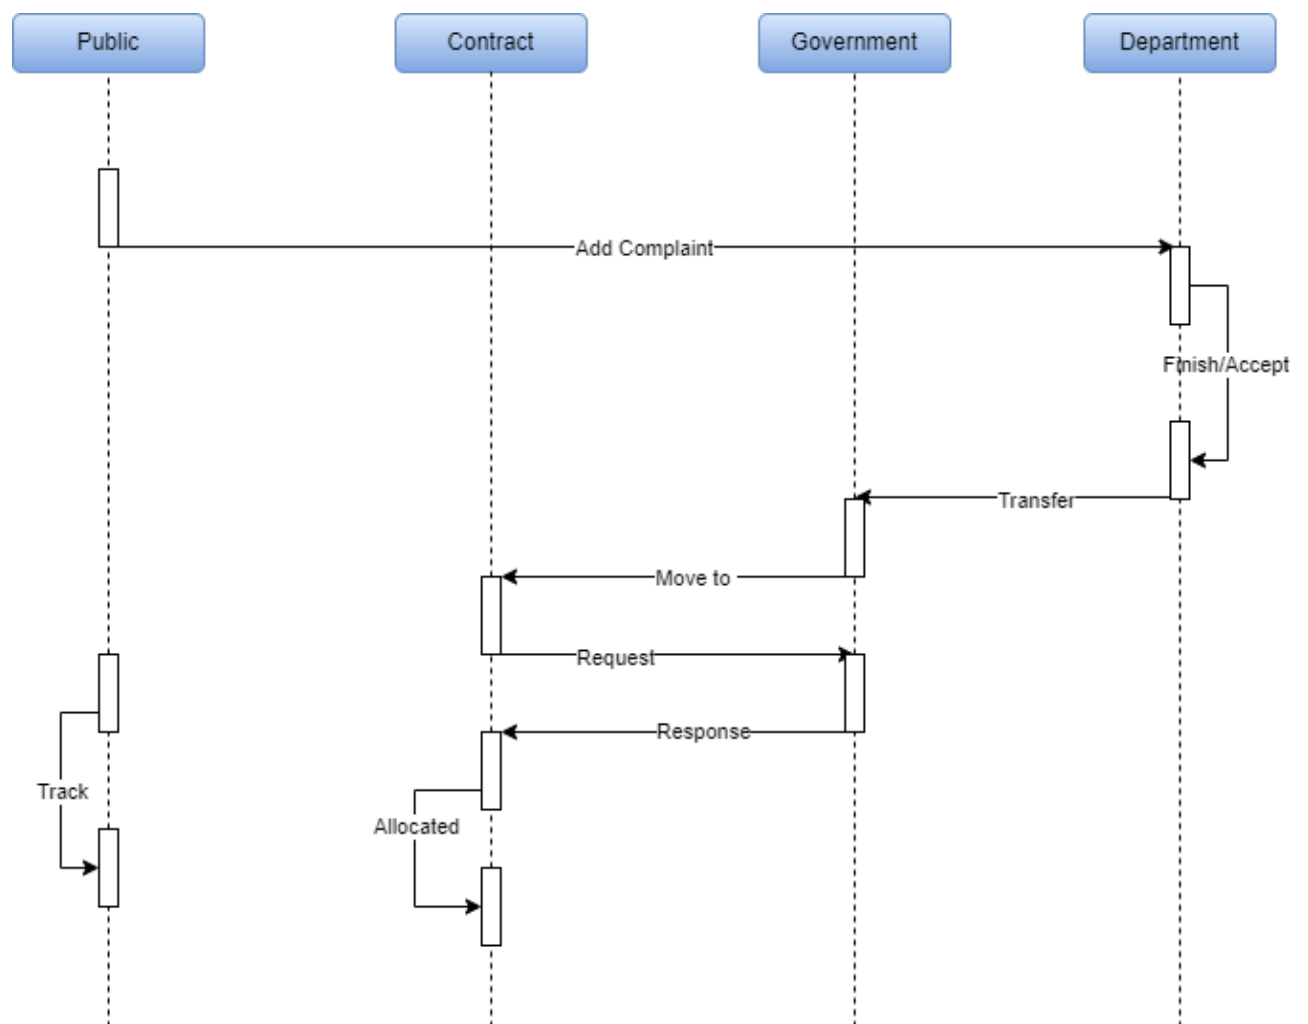 Public
Contract
Government
Department
Add Complaint
Finish/Accept
Transfer
Move to
Request
Response
Track
Allocated